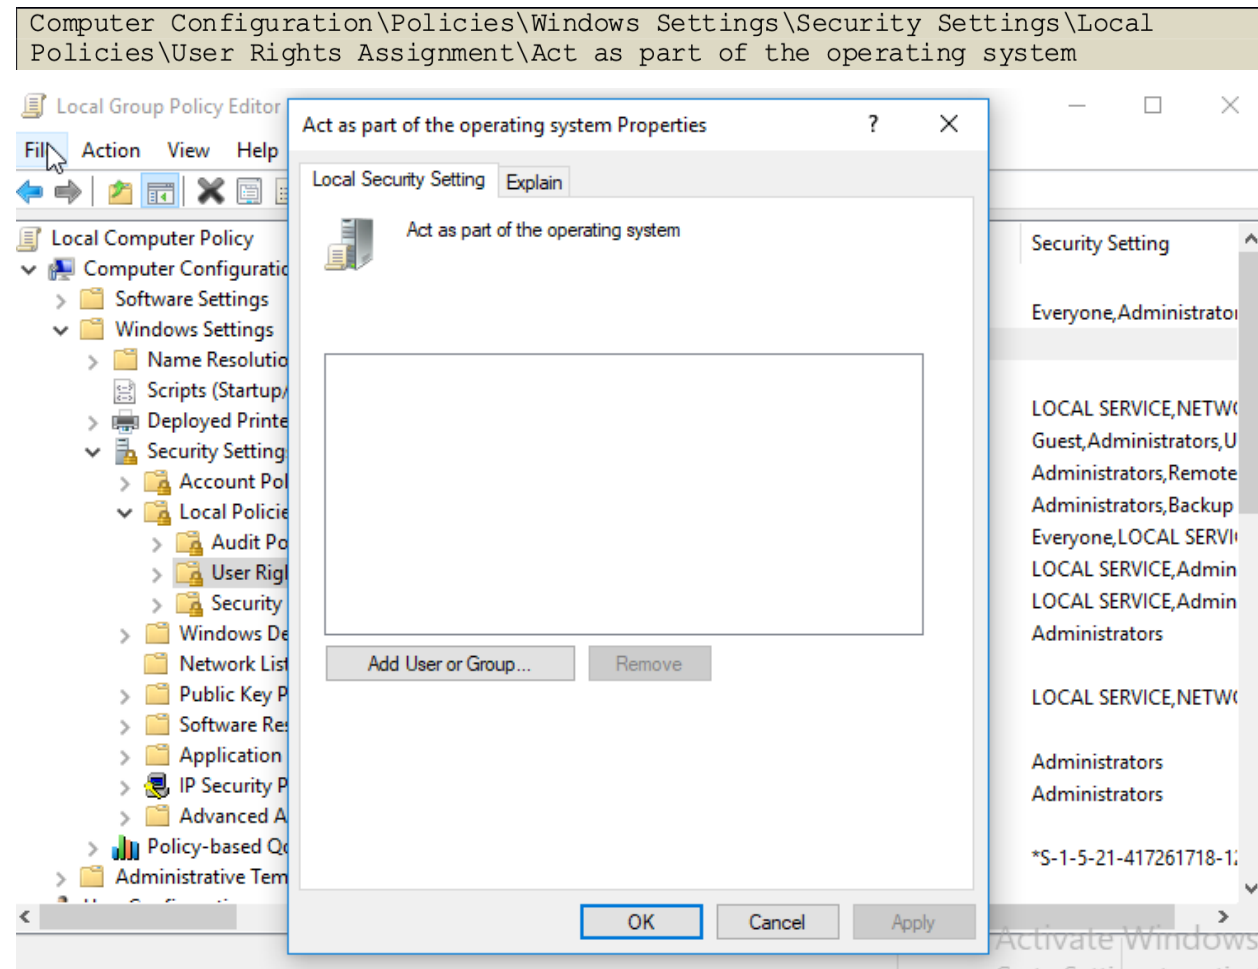 Computer Configuration\Policies\Windows Settings\Security Settings\Local
Policies\User Rights Assignment\Act as part of the operating system
Local Group Policy Editor
Act as part of the operating system Properties
? 
File Action View Help
Local Security Setting Explain
Act as part of the operating system
Local Computer Policy
Computer Configuratio
Software Settings
Windows Settings
Name Resolutio
Scripts (Startup/
Deployed Printe
Security Setting
Account Pol
Local Policie
Audit Po
User Rigl
Security
Windows De
Network List
Public Key P
Software Res
Application
IP Security P
Advanced A
Policy-based Qo
Administrative Tem
Add User or Group... Remove
OK Cancel Apply
Security Setting
Everyone,Administrator
LOCAL SERVICE,NETWO
Guest,Administrators,U
Administrators,Remote
Administrators,Backup
Everyone,LOCAL SERVI
LOCAL SERVICE,Admin
LOCAL SERVICE,Admin
Administrators
LOCAL SERVICE,NETWO
Administrators
Administrators
*S-1-5-21-417261718-12
Activate Windows